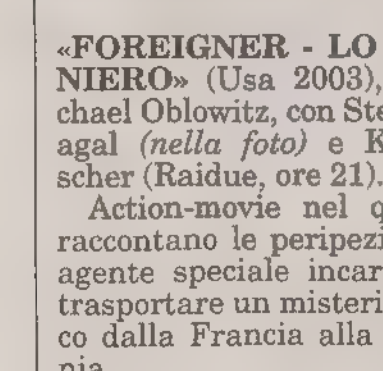 «FOREIGNER - LO
NIERO» (Usa 2003),
chael Oblowitz, con Ste
agal (nella foto) e K
scher (Raidue, ore 21).
Action-movie nel q
raccontano le peripezi
agente speciale incar
trasportare un misteri
co dalla Francia alla
nia